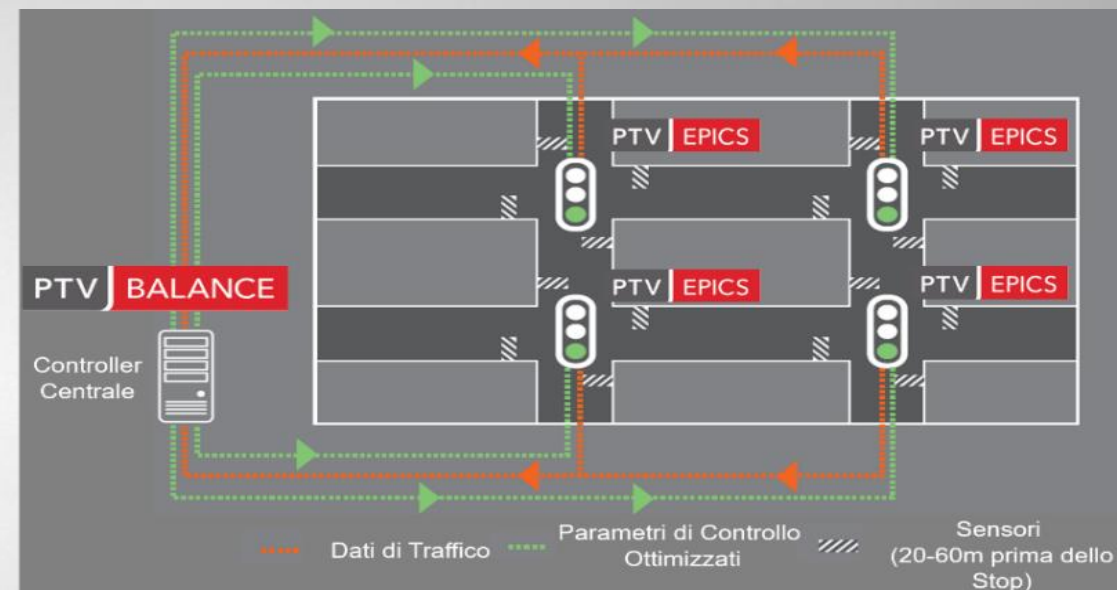 PTV EPICS
PTV EPICS
PTV BALANCE
PTV EPICS
PTV EPICS
Controller
Centrale
Dati di Traffico
Parametri di Controllo
Ottimizzati
Sensori
(20-60m prima dello
Stop)